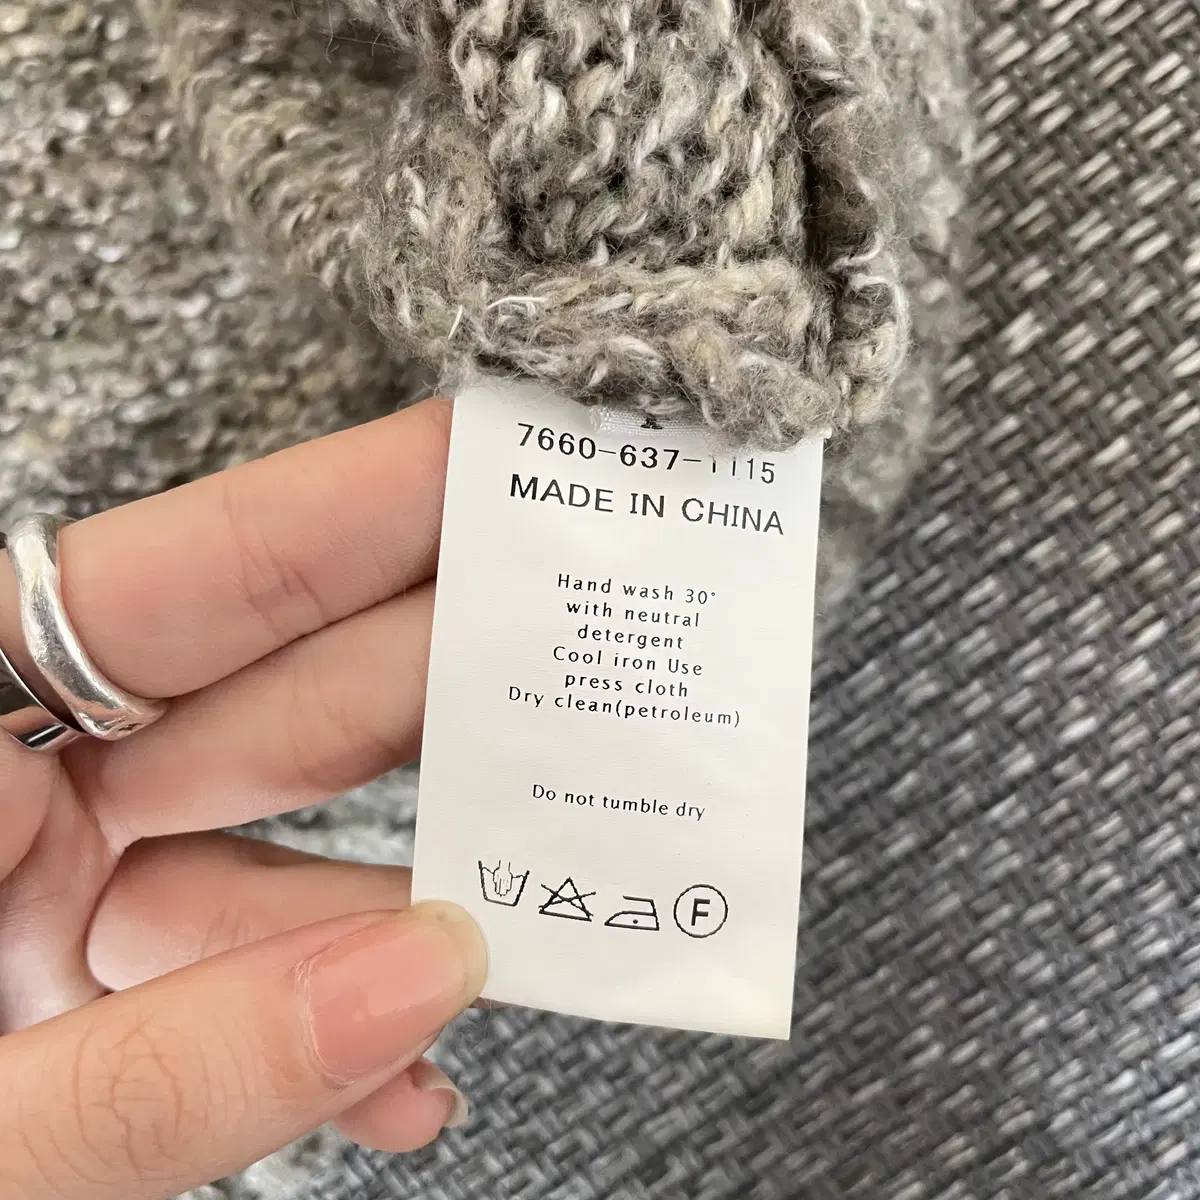 7660-637-1115
MADE IN CHINA
Hand wash 30°
with neutral
detergent
Cool iron Use
press cloth
Dry clean(petroleum)
Do not tumble dry
F